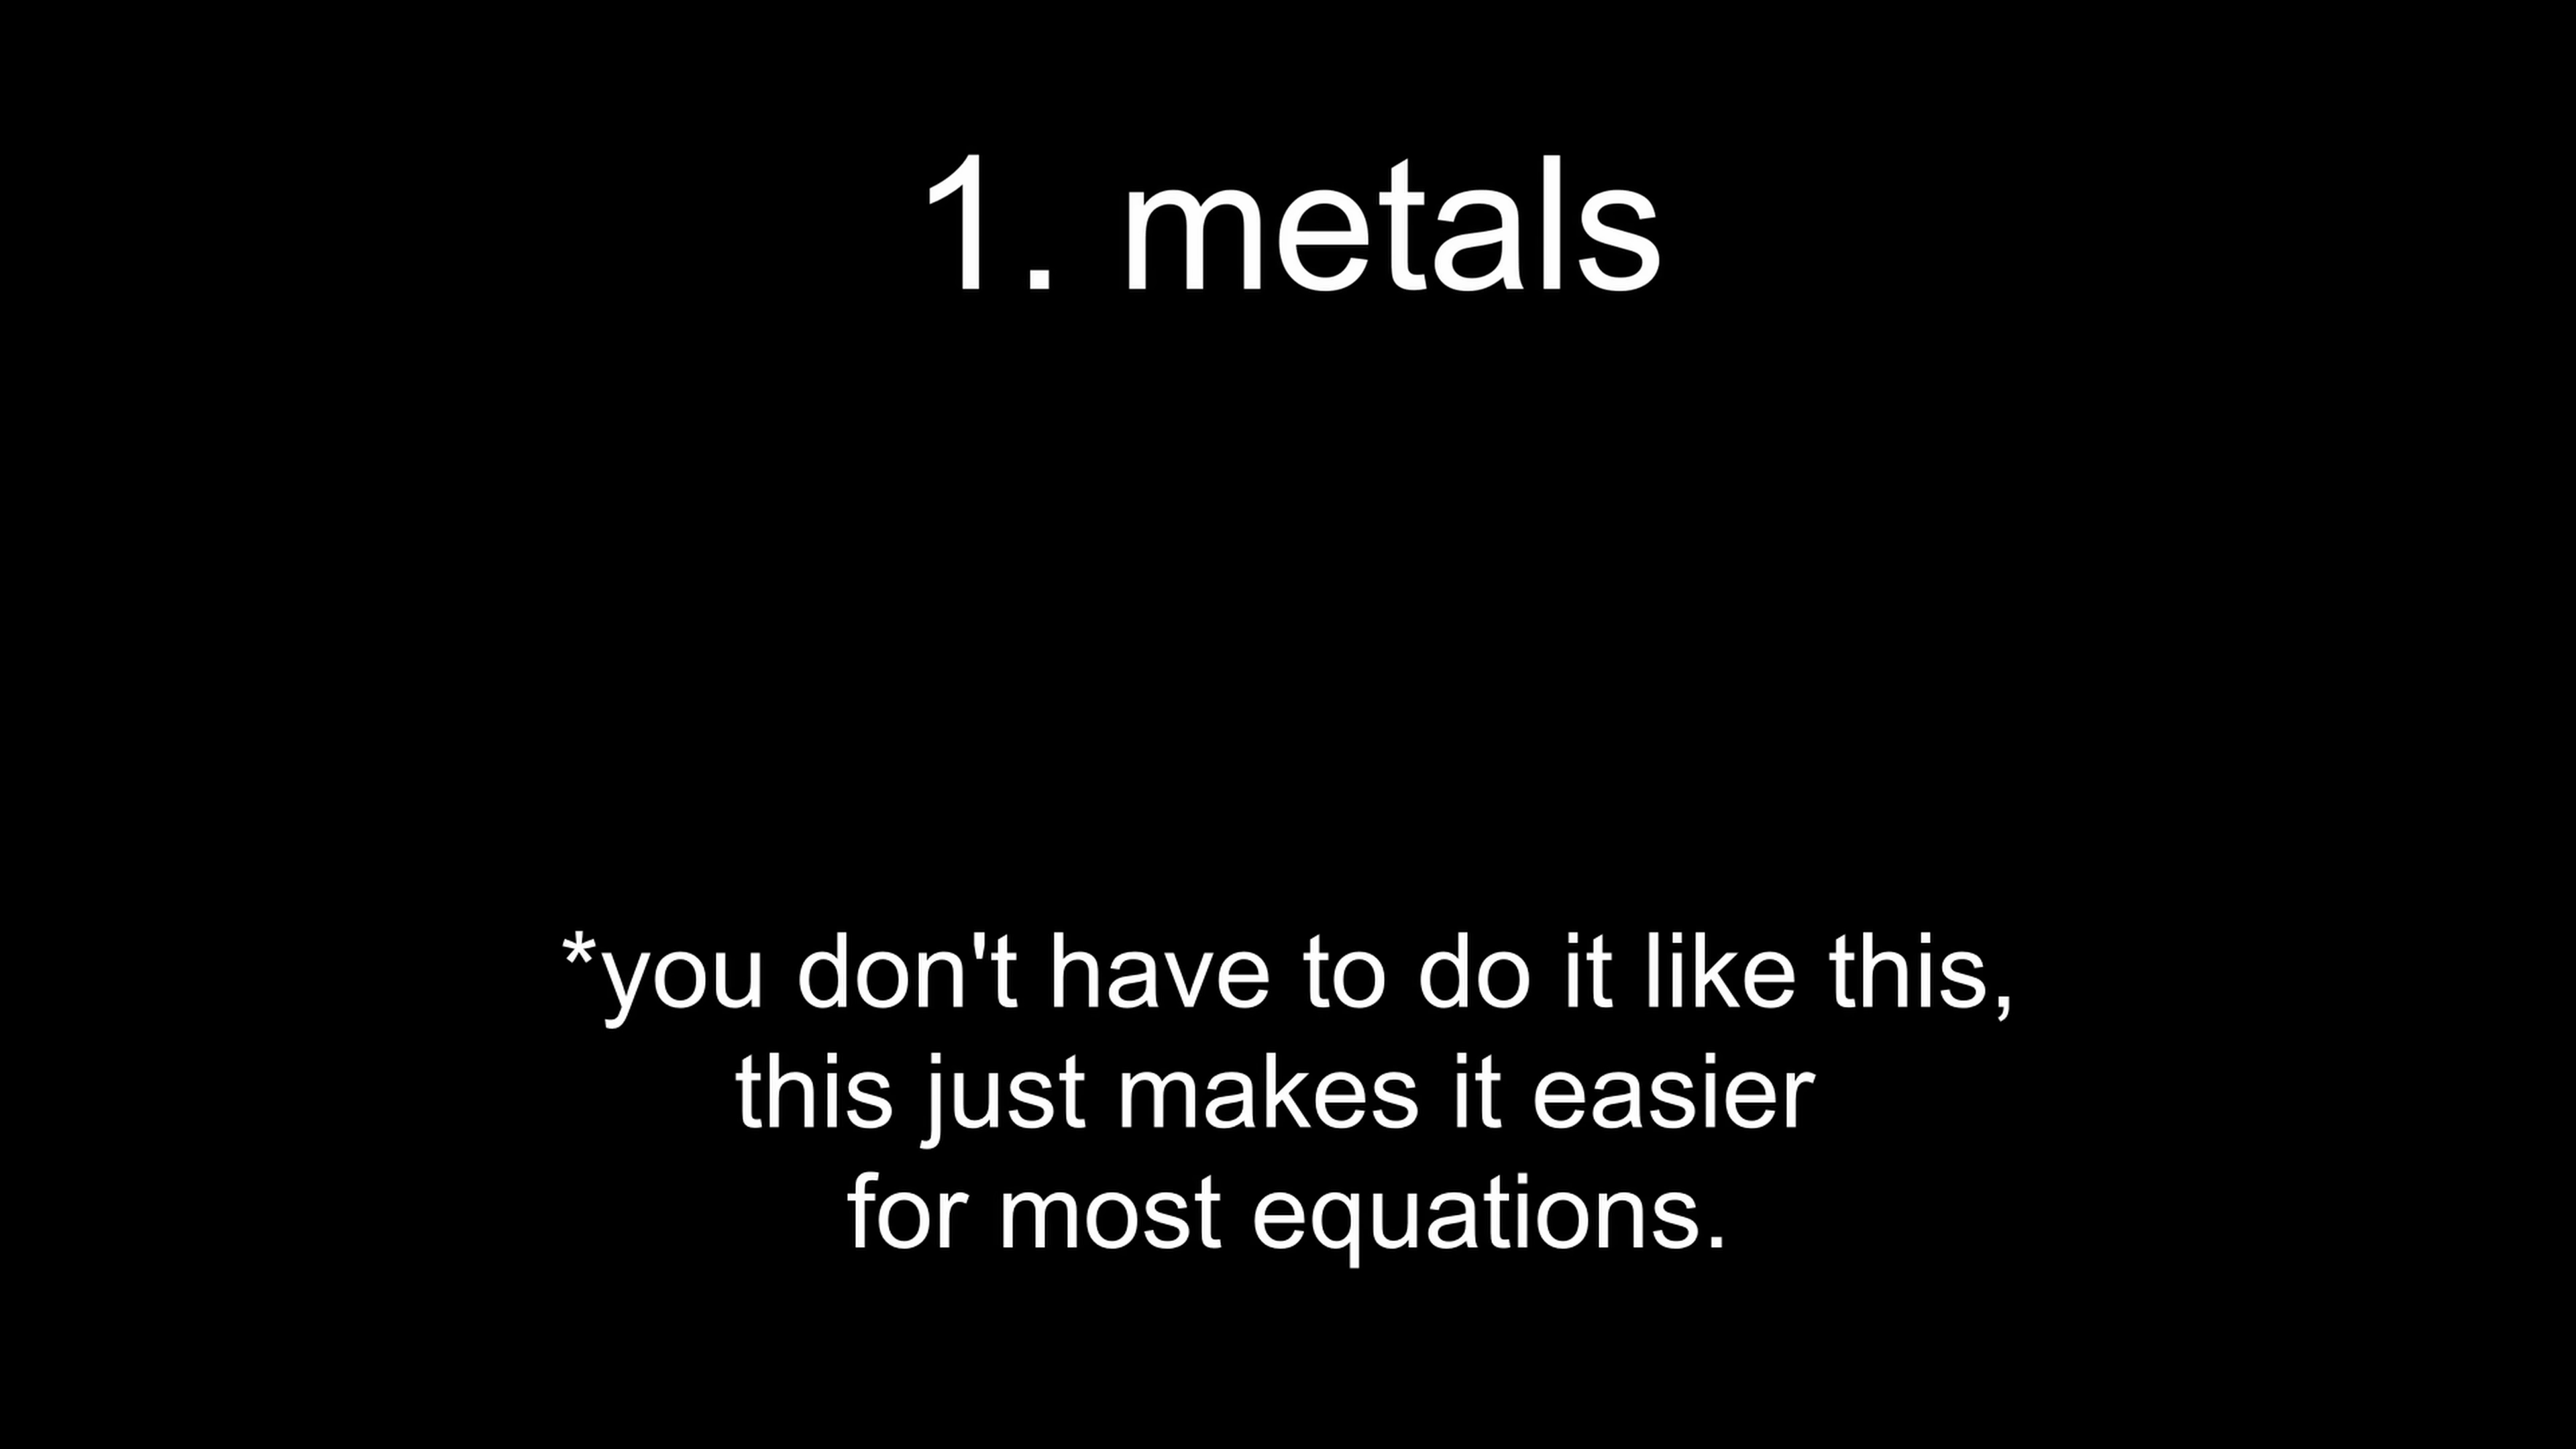 1. metals
*you don't have to do it like this,
this just makes it easier
for most equations.